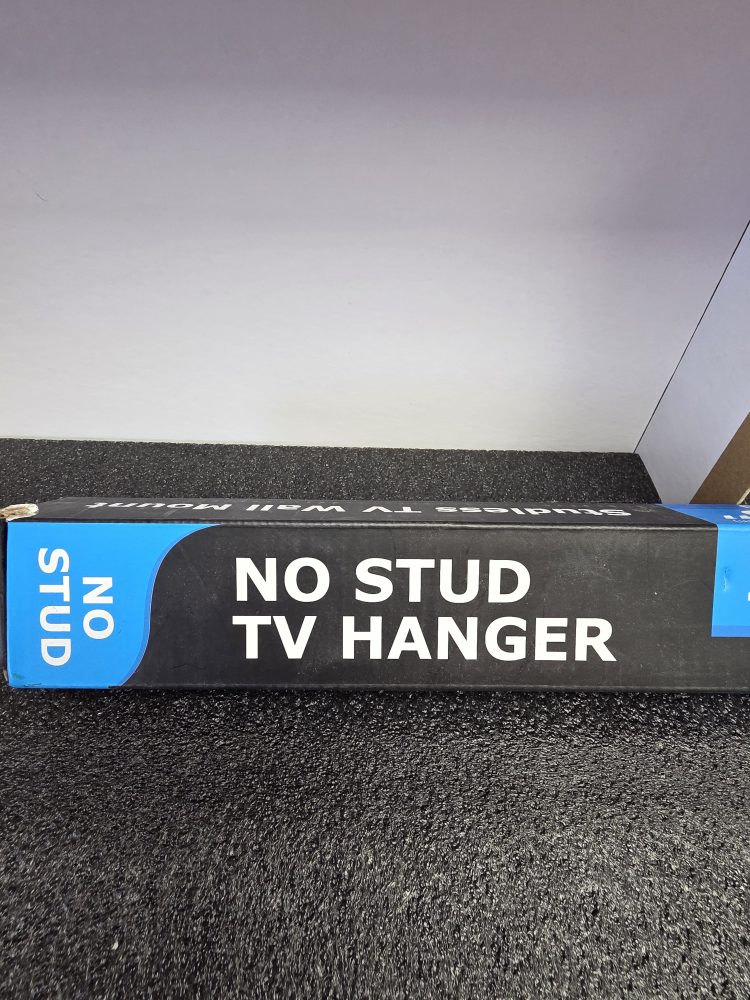 Studless TV Wall Mount
NO
STUD
NO STUD
TV HANGER